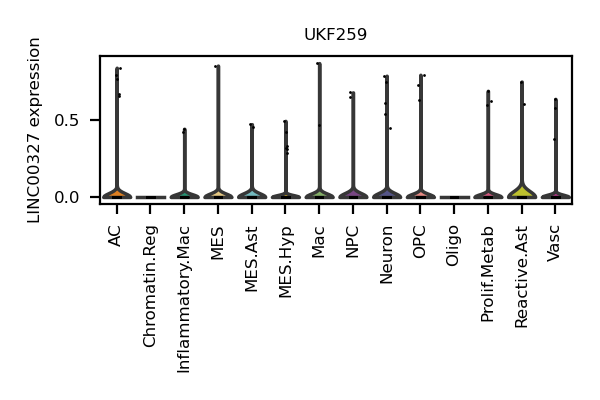 UKF259
LINC00327 expression
0.5
0.0
AC
Chromatin.Reg
Inflammatory.Mac
MES
MES.Ast
MES.Hyp
Mac
NPC
Neuron
OPC
Oligo
Prolif.Metab
Reactive.Ast
Vasc